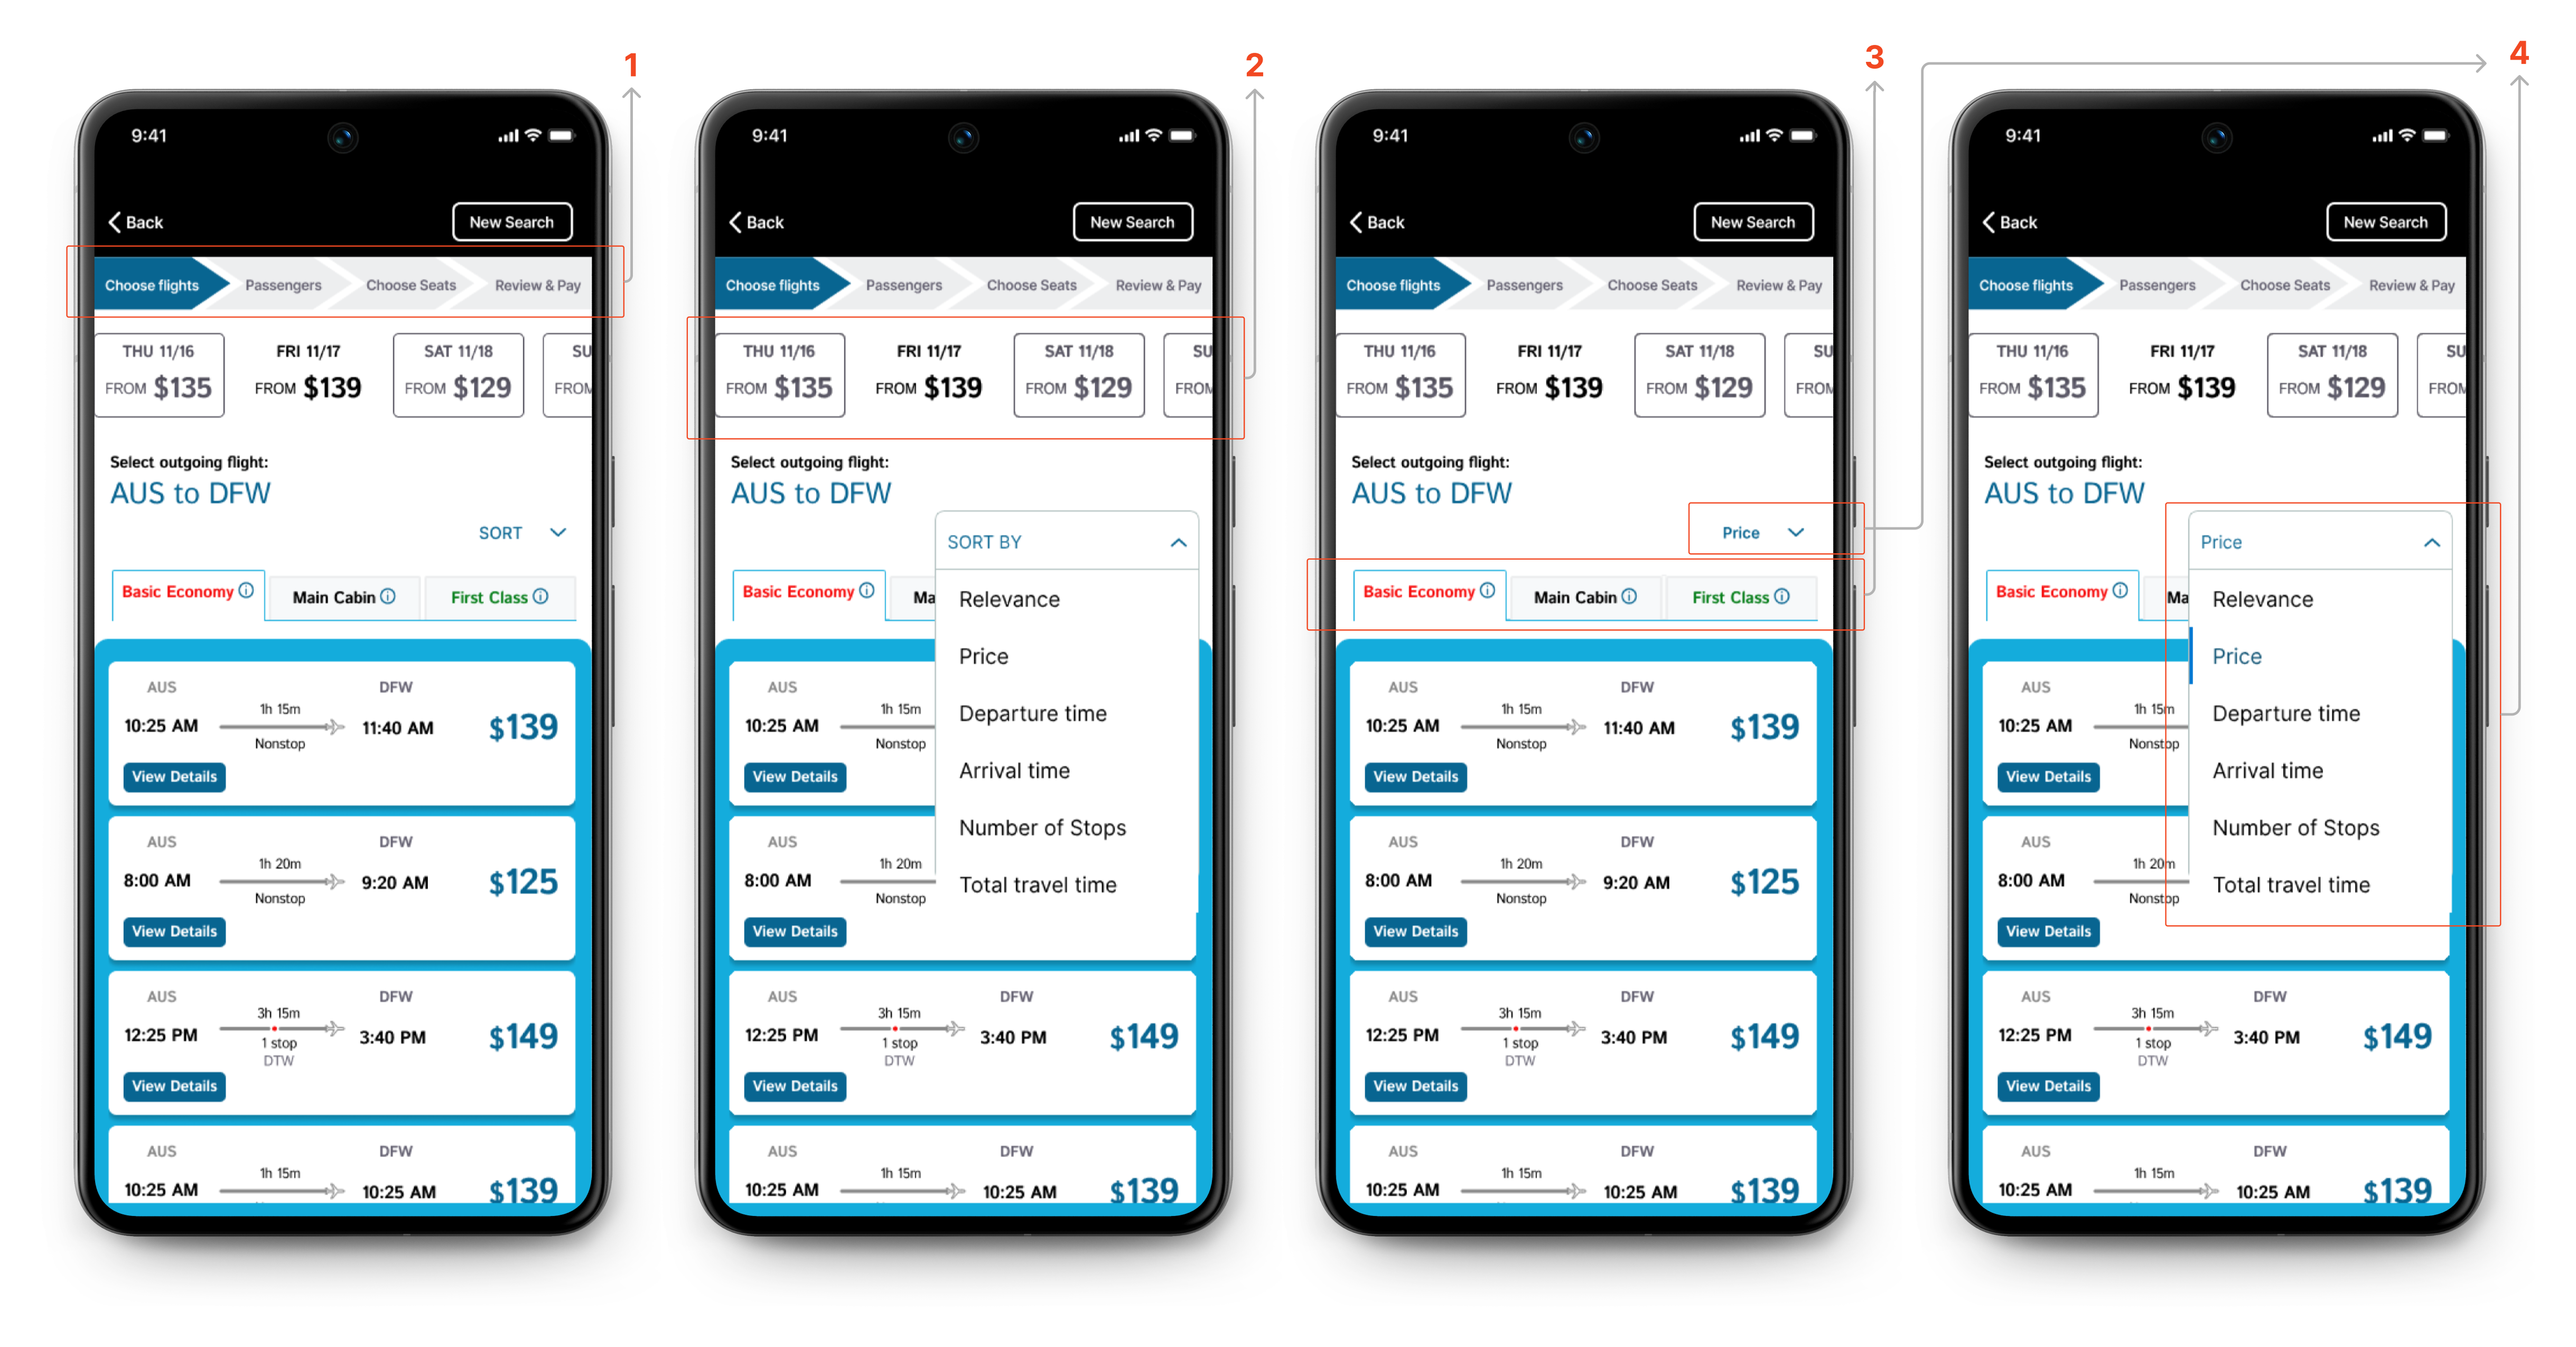 1
2
3
4
9:41
Back
New Search
Choose flights
Passengers
Choose Seats
Review & Pay
THU 11/16
FROM $135
FRI 11/17
FROM $139
SAT 11/18
FROM $129
SU
FROM
Select outgoing flight:
AUS to DFW
SORT
Basic Economy
Main Cabin
First Class
AUS
DFW
1h 15m
10:25 AM
11:40 AM
$139
Nonstop
View Details
AUS
DFW
1h 20m
8:00 AM
9:20 AM
$125
Nonstop
View Details
AUS
DFW
3h 15m
12:25 PM
3:40 PM
$149
1 stop
DTW
View Details
AUS
DFW
1h 15m
10:25 AM
10:25 AM
$139
9:41
Back
New Search
Choose flights
Passengers
Choose Seats
Review & Pay
THU 11/16
FROM $135
FRI 11/17
FROM $139
SAT 11/18
FROM $129
SU
FROM
Select outgoing flight:
AUS to DFW
SORT BY
Relevance
Price
Departure time
Arrival time
Number of Stops
Total travel time
Basic Economy
Ma
AUS
1h 15m
10:25 AM
Nonstop
View Details
AUS
1h 20m
8:00 AM
Nonstop
View Details
AUS
DFW
3h 15m
12:25 PM
3:40 PM
$149
1 stop
DTW
View Details
AUS
DFW
1h 15m
10:25 AM
10:25 AM
$139
9:41
Back
New Search
Choose flights
Passengers
Choose Seats
Review & Pay
THU 11/16
FROM $135
FRI 11/17
FROM $139
SAT 11/18
FROM $129
SU
FROM
Select outgoing flight:
AUS to DFW
Price
Basic Economy
Main Cabin
First Class
AUS
DFW
1h 15m
10:25 AM
11:40 AM
$139
Nonstop
View Details
AUS
DFW
1h 20m
8:00 AM
9:20 AM
$125
Nonstop
View Details
AUS
DFW
3h 15m
12:25 PM
3:40 PM
$149
1 stop
DTW
View Details
AUS
DFW
1h 15m
10:25 AM
10:25 AM
$139
9:41
Back
New Search
Choose flights
Passengers
Choose Seats
Review & Pay
THU 11/16
FROM $135
FRI 11/17
FROM $139
SAT 11/18
FROM $129
SU
FROM
Select outgoing flight:
AUS to DFW
Price
Relevance
Price
Departure time
Arrival time
Number of Stops
Total travel time
Basic Economy
Ma
AUS
1h 15m
10:25 AM
Nonstop
View Details
AUS
1h 20m
8:00 AM
Nonstop
View Details
AUS
DFW
3h 15m
12:25 PM
3:40 PM
$149
1 stop
DTW
View Details
AUS
DFW
1h 15m
10:25 AM
10:25 AM
$139